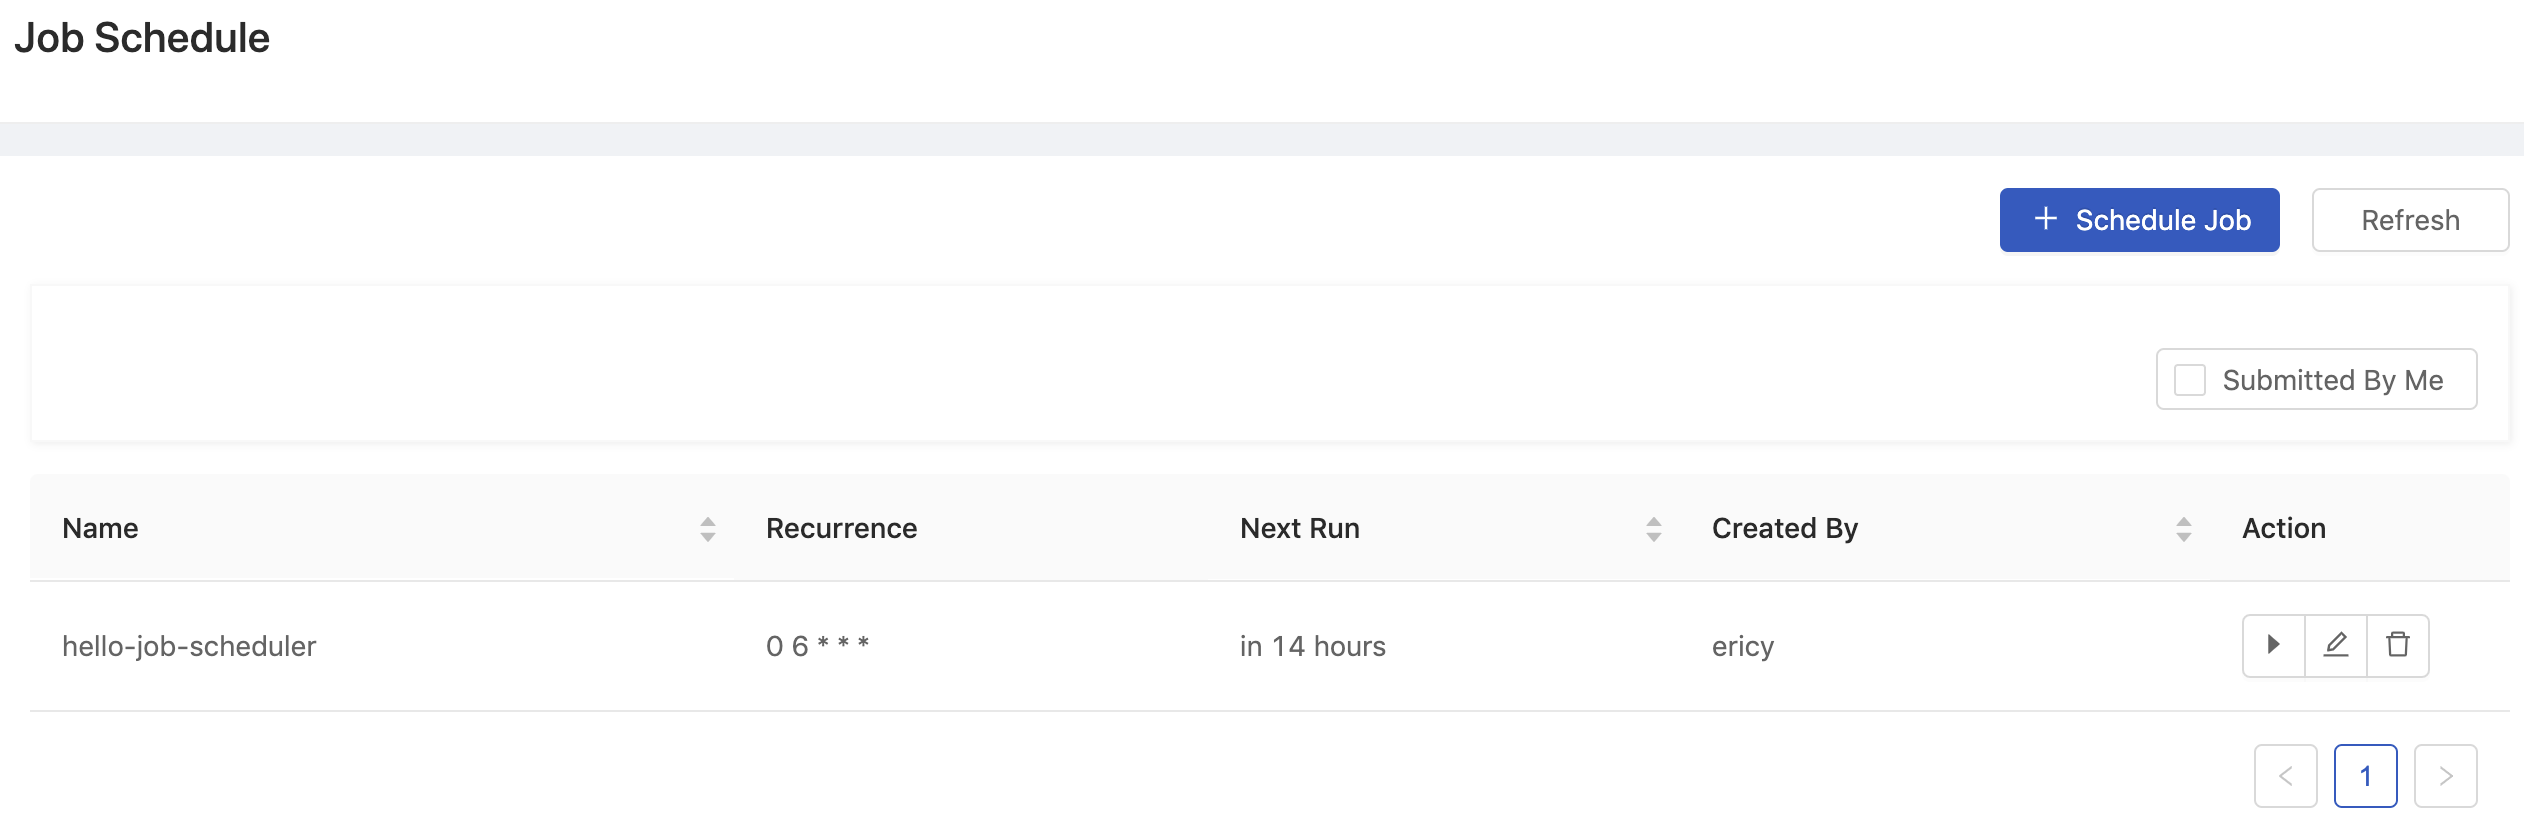 Job Schedule
+ Schedule Job Refresh
Submitted By Me
Name Recurrence Next Run Created By Action
hello-job-scheduler 0 6 * * * in 14 hours ericy
< 1 >